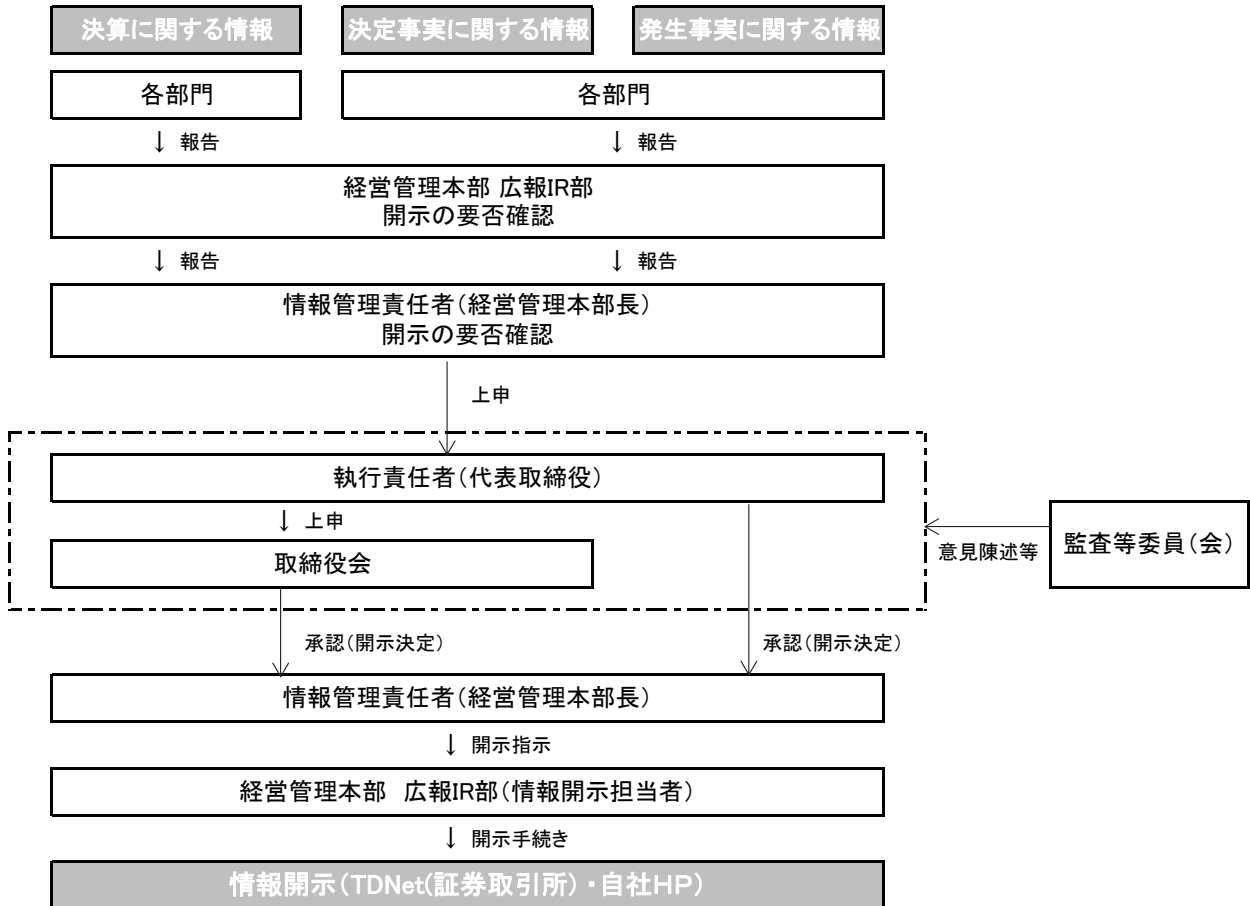 決算に関する情報
決定事実に関する情報
発生事実に関する情報
各部門
各部門
↓ 報告
↓ 報告
経営管理本部 広報IR部
開示の要否確認
↓ 報告
↓ 報告
情報管理責任者(経営管理本部長)
開示の要否確認
上申
執行責任者(代表取締役)
↓ 上申
取締役会
意見陳述等
監査等委員(会)
承認(開示決定)
承認(開示決定)
情報管理責任者(経営管理本部長)
↓ 開示指示
経営管理本部 広報IR部(情報開示担当者)
↓ 開示手続き
情報開示(TDNet(証券取引所)・自社HP)